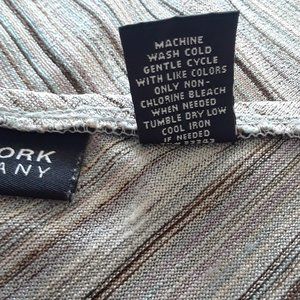 MACHINE
WASH COLD
GENTLE CYCLE
WITH LIKE COLORS
ONLY NON-
CHLORINE BLEACH
WHEN NEEDED
TUMBLE DRY LOW
COOL IRON
IF NEEDED
ORK
ANY